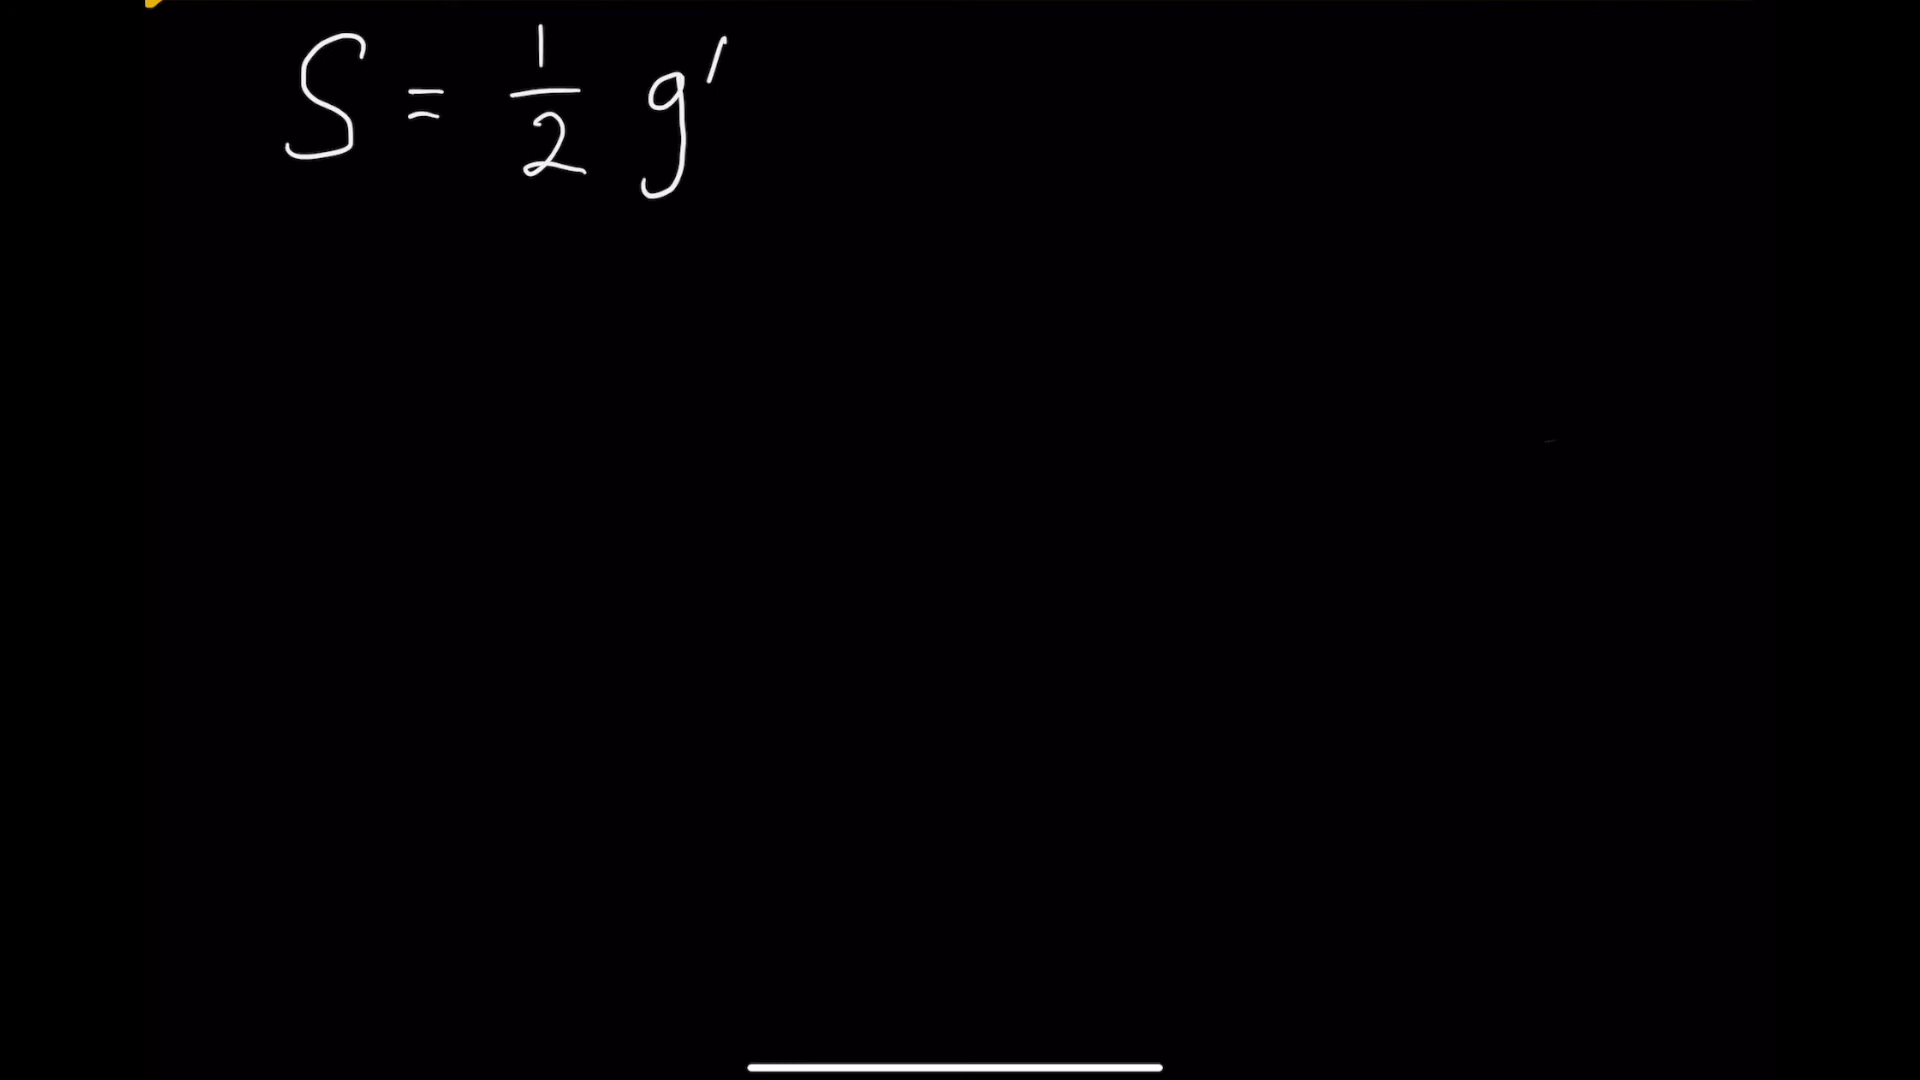 S = 1/2 g'